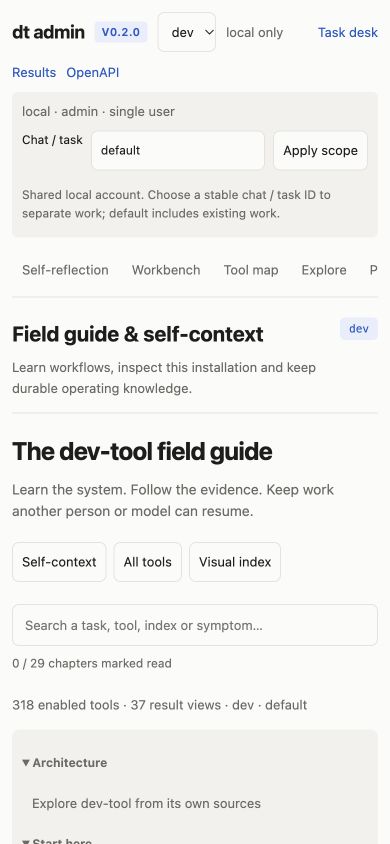 dt admin V0.2.0 dev local only Task desk
Results OpenAPI
local · admin · single user
Chat / task default Apply scope
Shared local account. Choose a stable chat / task ID to
separate work; default includes existing work.
Self-reflection Workbench Tool map Explore P
Field guide & self-context dev
Learn workflows, inspect this installation and keep
durable operating knowledge.
The dev-tool field guide
Learn the system. Follow the evidence. Keep work
another person or model can resume.
Self-context All tools Visual index
Search a task, tool, index or symptom...
0 / 29 chapters marked read
318 enabled tools · 37 result views · dev · default
▼ Architecture
Explore dev-tool from its own sources
▼ Start here